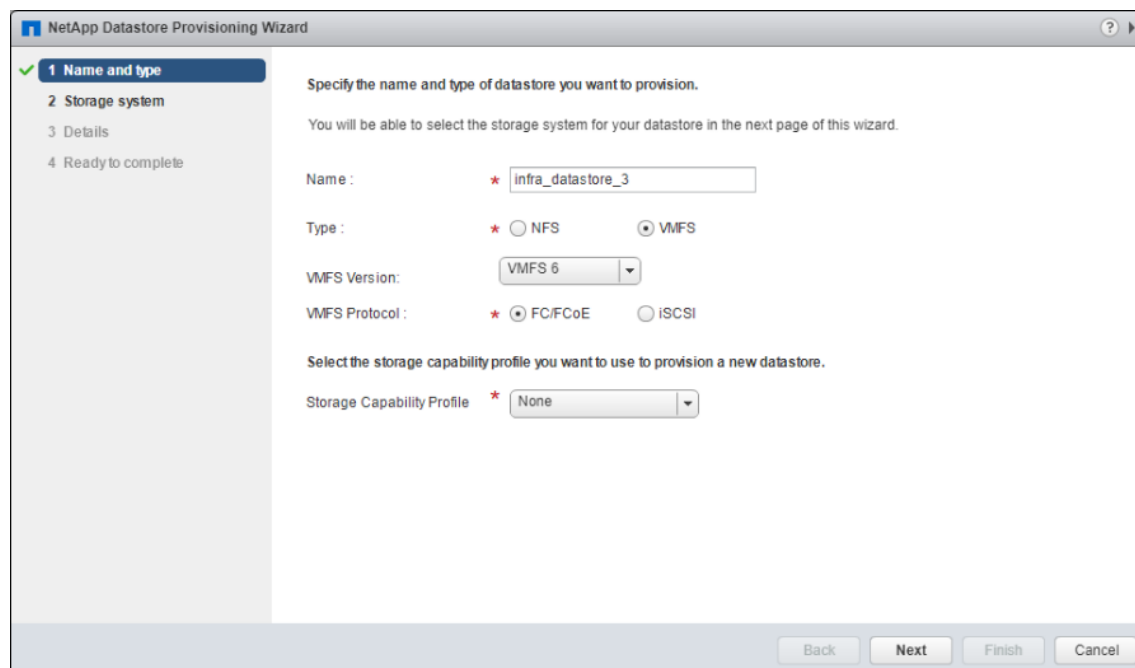 NetApp Datastore Provisioning Wizard
?
1 Name and type
2 Storage system
3 Details
4 Ready to complete
Specify the name and type of datastore you want to provision.
You will be able to select the storage system for your datastore in the next page of this wizard.
Name : * infra_datastore_3
Type : * NFS VMFS
VMFS Version: VMFS 6
VMFS Protocol : * FC/FCoE iSCSI
Select the storage capability profile you want to use to provision a new datastore.
Storage Capability Profile * None
Back Next Finish Cancel